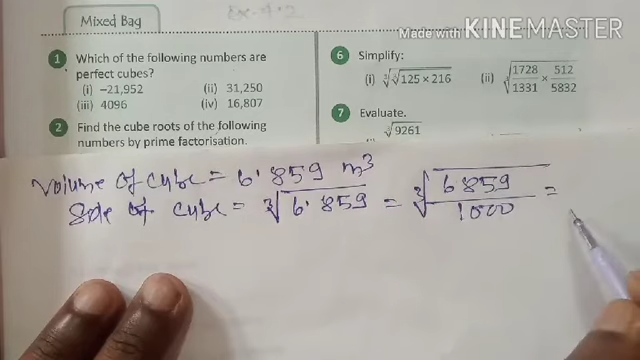 Ex-4.2
Made with KINEMASTER
Mixed Bag
1 Which of the following numbers are
perfect cubes?
(i) –21,952 (ii) 31,250
(iii) 4096 (iv) 16,807
2 Find the cube roots of the following
numbers by prime factorisation.
6 Simplify:
(i) ∛∛125 × 216 (ii) ∛1728/1331 × 512/5832
7 Evaluate.
∛9261
Volume of cube = 6.859 m³
Side of cube = ∛6.859 = ∛6859/1000 =